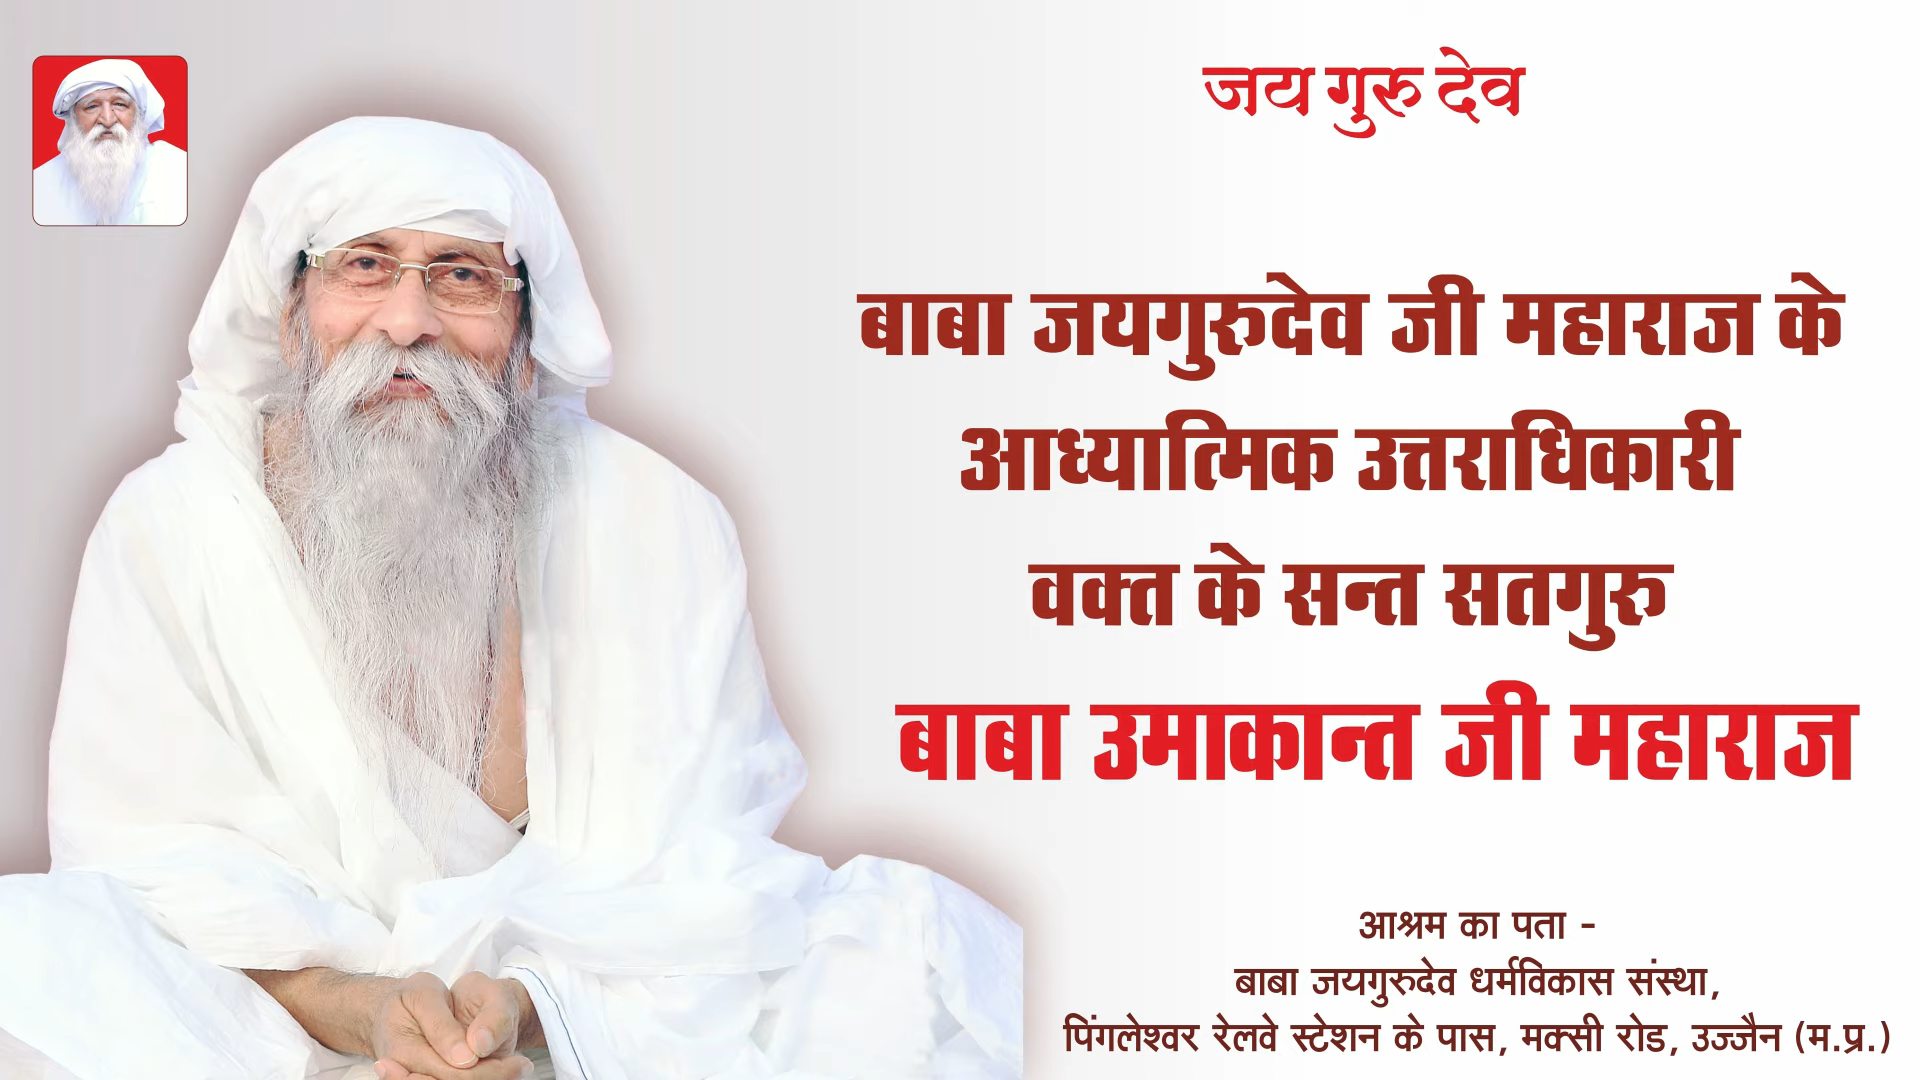 जय गुरु देव
बाबा जयगुरुदेव जी महाराज के
आध्यात्मिक उत्तराधिकारी
वक्त के सन्त सतगुरु
बाबा उमाकान्त जी महाराज
आश्रम का पता -
बाबा जयगुरुदेव धर्मविकास संस्था,
पिंगलेश्वर रेलवे स्टेशन के पास, मक्सी रोड, उज्जैन (म.प्र.)